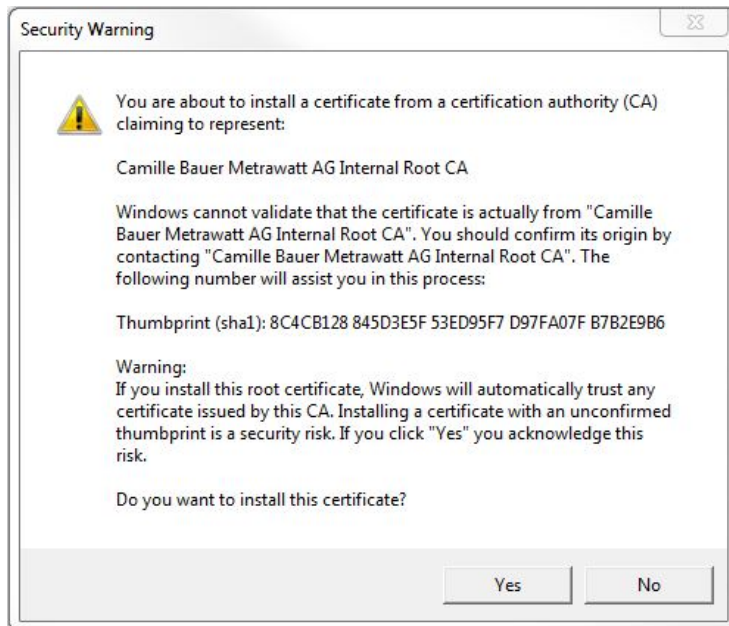 Security Warning
You are about to install a certificate from a certification authority (CA)
claiming to represent:
Camille Bauer Metrawatt AG Internal Root CA
Windows cannot validate that the certificate is actually from "Camille
Bauer Metrawatt AG Internal Root CA". You should confirm its origin by
contacting "Camille Bauer Metrawatt AG Internal Root CA". The
following number will assist you in this process:
Thumbprint (sha1): 8C4CB128 845D3E5F 53ED95F7 D97FA07F B7B2E9B6
Warning:
If you install this root certificate, Windows will automatically trust any
certificate issued by this CA. Installing a certificate with an unconfirmed
thumbprint is a security risk. If you click "Yes" you acknowledge this
risk.
Do you want to install this certificate?
Yes
No